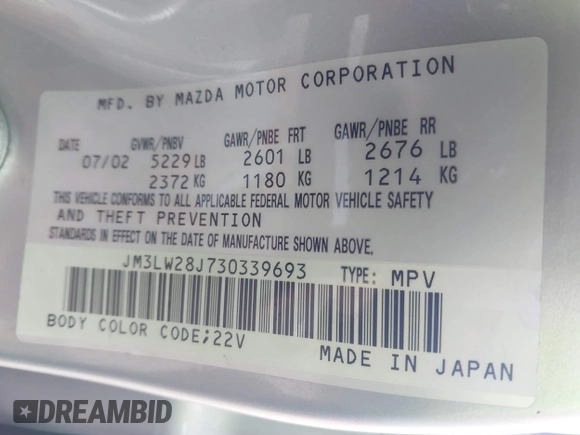 MFD. BY MAZDA MOTOR CORPORATION
DATE GVWR/PNBV GAWR/PNBE FRT GAWR/PNBE RR
07/02 5229 LB 2601 LB 2676 LB
2372 KG 1180 KG 1214 KG
THIS VEHICLE CONFORMS TO ALL APPLICABLE FEDERAL MOTOR VEHICLE SAFETY
AND THEFT PREVENTION
STANDARDS IN EFFECT ON THE DATE OF MANUFACTURE SHOWN ABOVE.
JM3LW28J730339693 TYPE: MPV
BODY COLOR CODE;22V
MADE IN JAPAN
DREAMBID